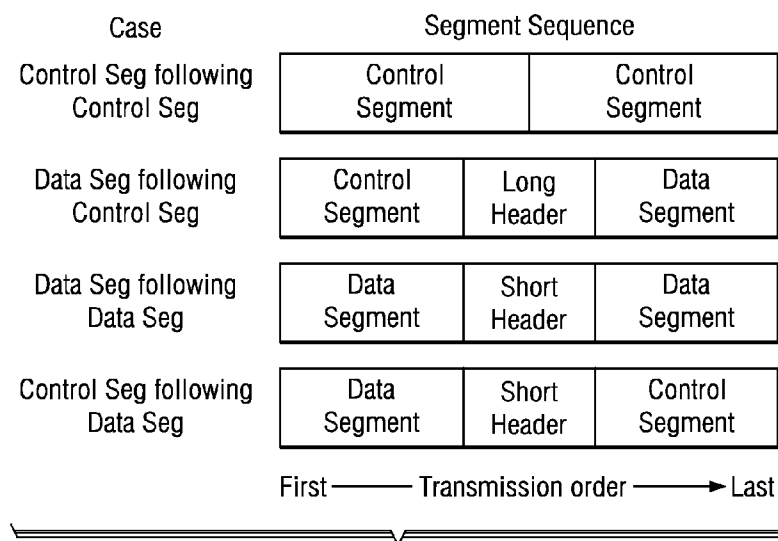 Case Segment Sequence
Control Seg following
Control Seg
Control
Segment
Control
Segment
Data Seg following
Control Seg
Control
Segment
Long
Header
Data
Segment
Data Seg following
Data Seg
Data
Segment
Short
Header
Data
Segment
Control Seg following
Data Seg
Data
Segment
Short
Header
Control
Segment
First Transmission order Last